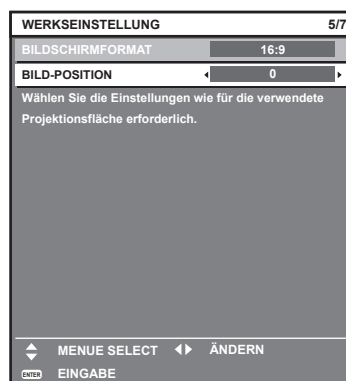 WERKSEINSTELLUNG 5/7
BILDSCHIRMFORMAT 16:9
BILD-POSITION 0
Wählen Sie die Einstellungen wie für die verwendete
Projektionsfläche erforderlich.
MENUE SELECT ÄNDERN
ENTER EINGABE